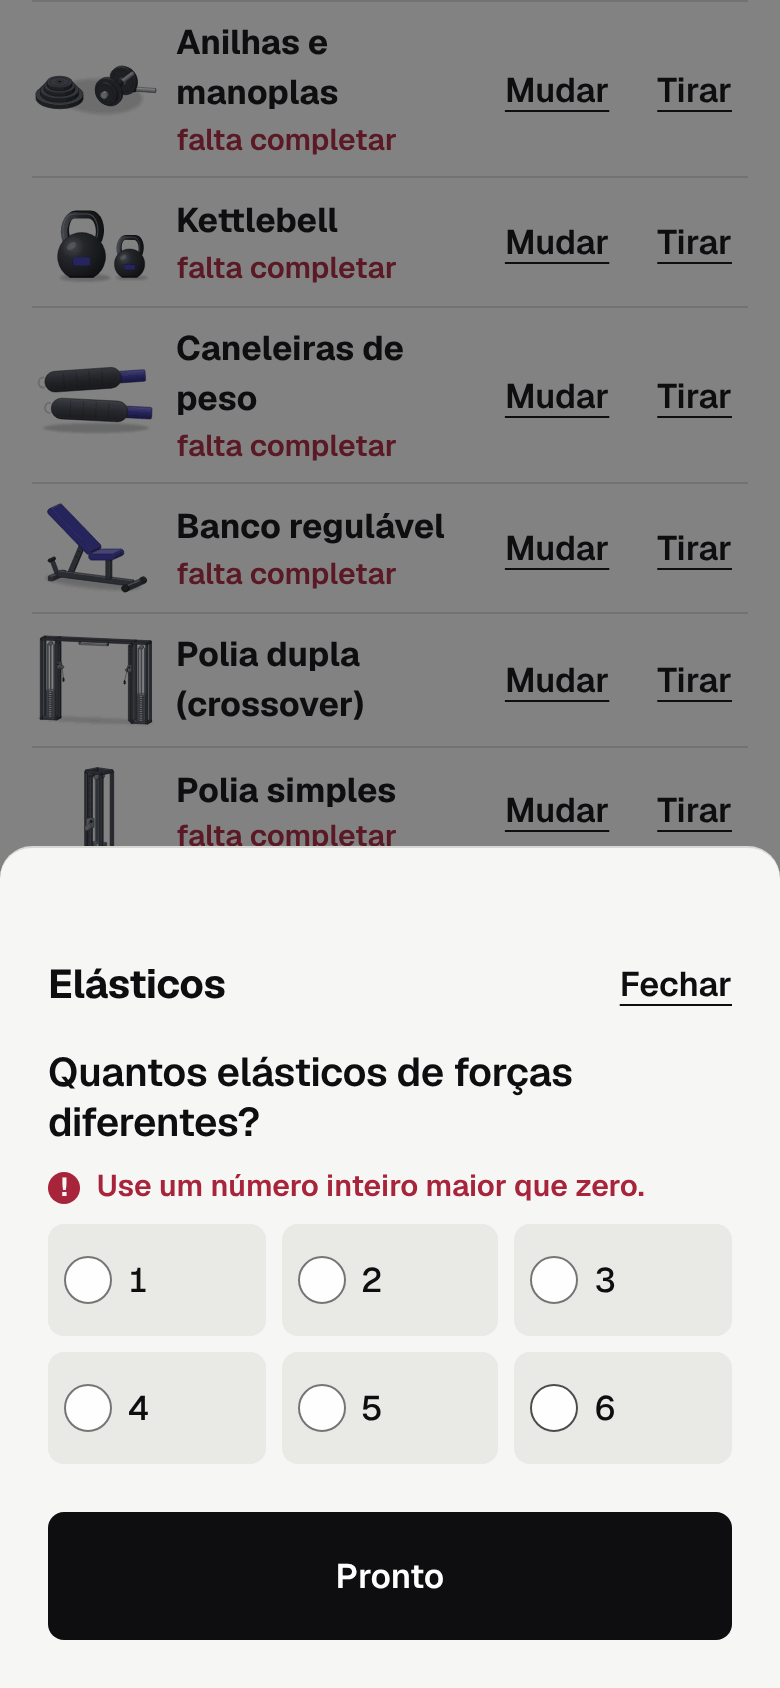 Anilhas e
manoplas
falta completar
Mudar
Tirar
Kettlebell
falta completar
Mudar
Tirar
Caneleiras de
peso
falta completar
Mudar
Tirar
Banco regulável
falta completar
Mudar
Tirar
Polia dupla
(crossover)
Mudar
Tirar
Polia simples
falta completar
Mudar
Tirar
Elásticos
Fechar
Quantos elásticos de forças
diferentes?
! Use um número inteiro maior que zero.
1
2
3
4
5
6
Pronto